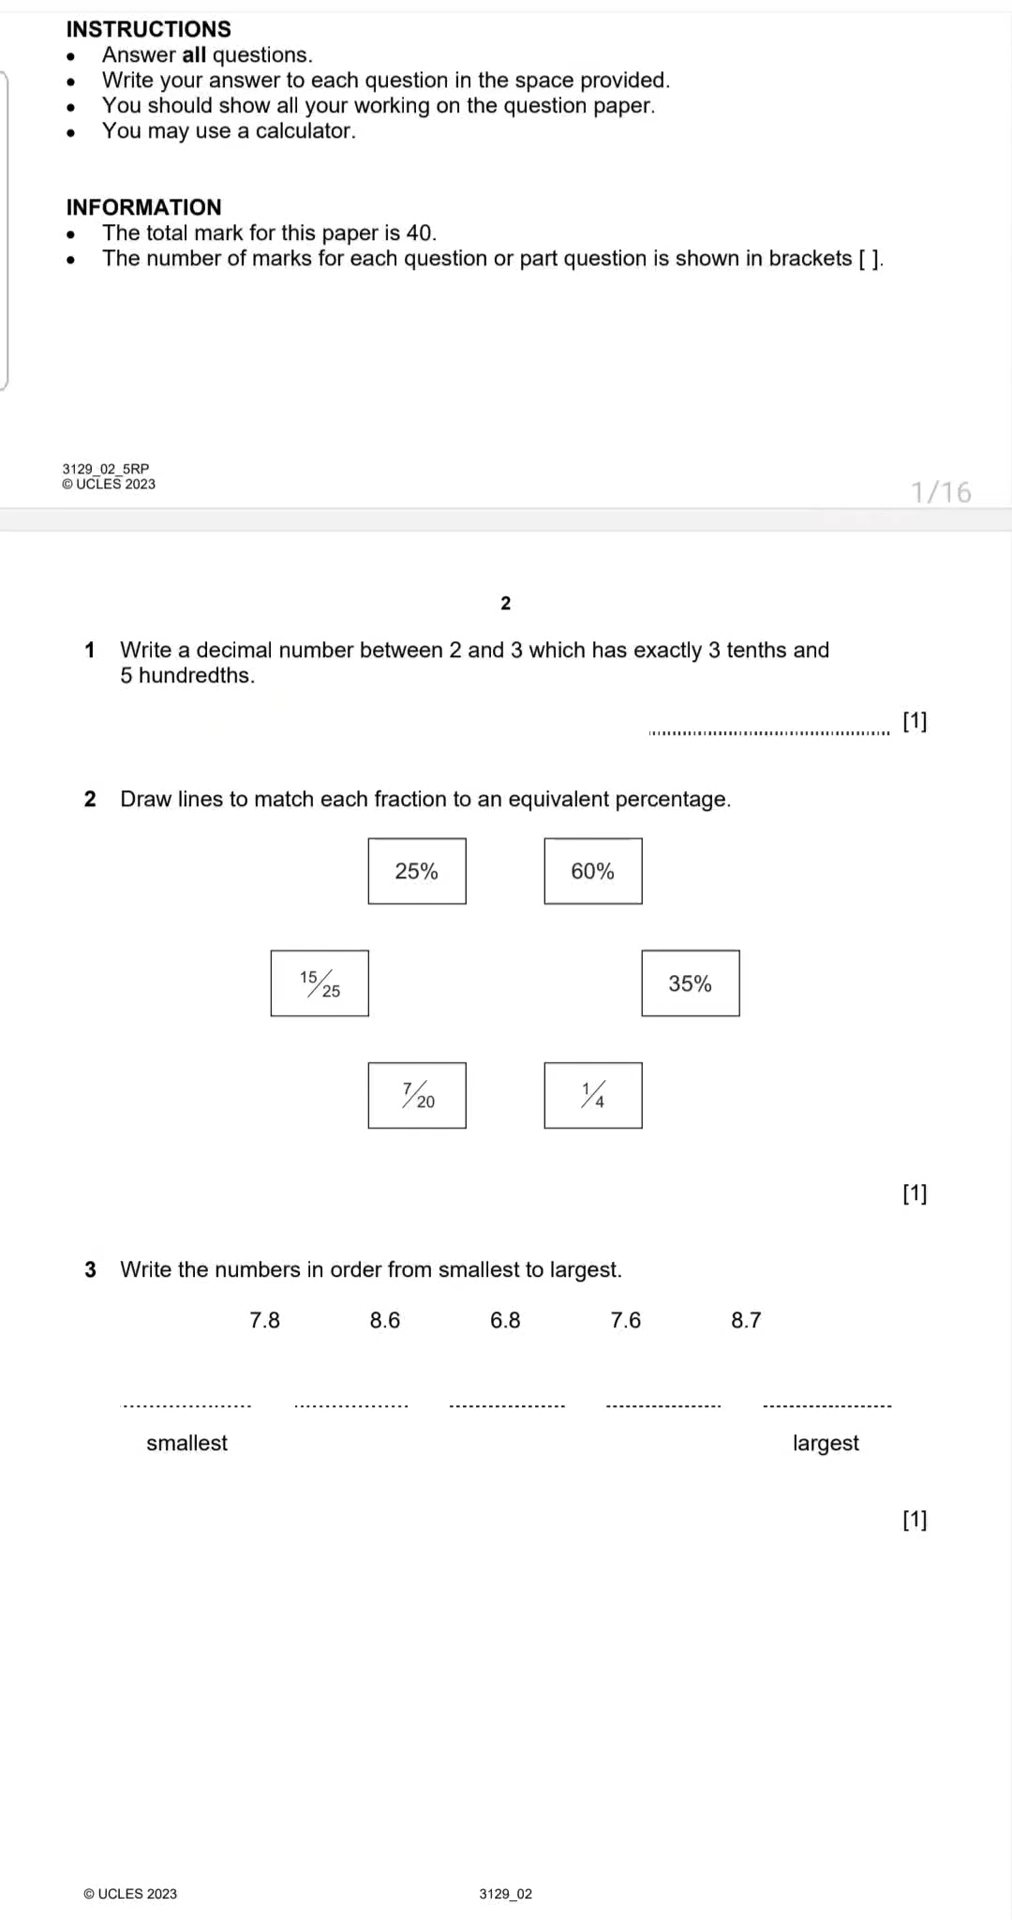 INSTRUCTIONS
• Answer all questions.
• Write your answer to each question in the space provided.
• You should show all your working on the question paper.
• You may use a calculator.
INFORMATION
• The total mark for this paper is 40.
• The number of marks for each question or part question is shown in brackets [ ].
3129_02_5RP
© UCLES 2023
1/16
2
1 Write a decimal number between 2 and 3 which has exactly 3 tenths and
5 hundredths.
[1]
2 Draw lines to match each fraction to an equivalent percentage.
25% 60%
15/25 35%
7/20 1/4
[1]
3 Write the numbers in order from smallest to largest.
7.8 8.6 6.8 7.6 8.7
smallest largest
[1]
© UCLES 2023 3129_02